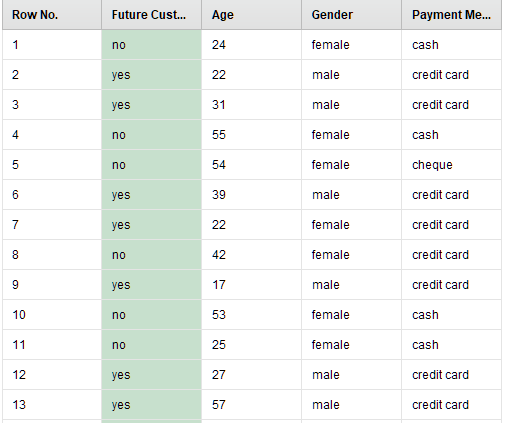 Row No. Future Cust... Age Gender Payment Me...
1 no 24 female cash
2 yes 22 male credit card
3 yes 31 male credit card
4 no 55 female cash
5 no 54 female cheque
6 yes 39 male credit card
7 yes 22 female credit card
8 no 42 female credit card
9 yes 17 male credit card
10 no 53 female cash
11 no 25 female cash
12 yes 27 male credit card
13 yes 57 male credit card